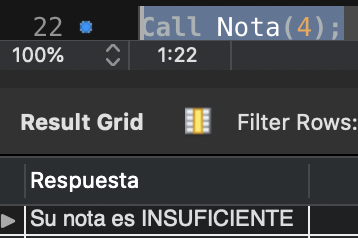 22 Call Nota(4);
100% 1:22
Result Grid Filter Rows:
Respuesta
Su nota es INSUFICIENTE